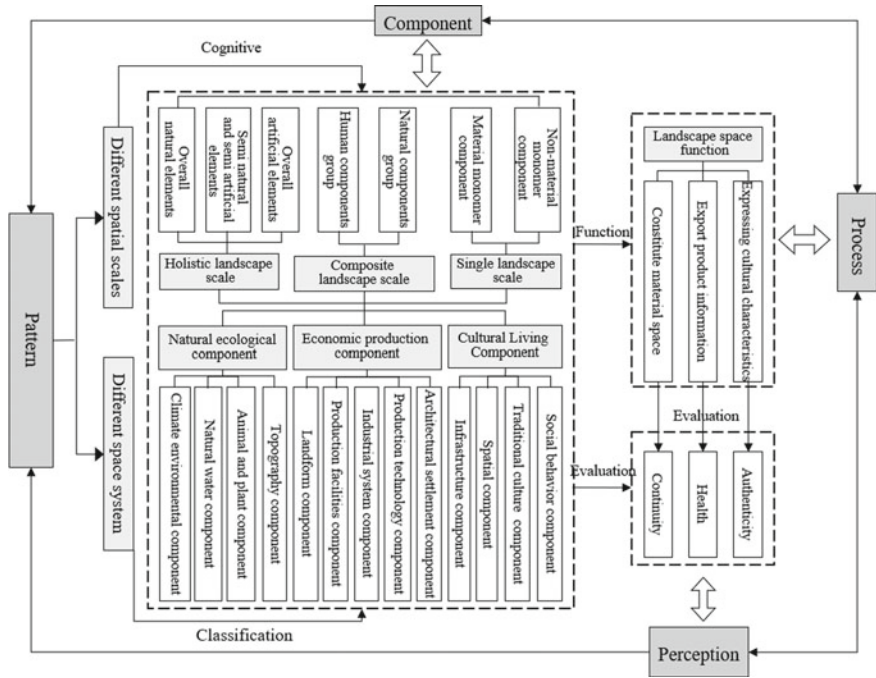 Component
Cognitive
Pattern
Different spatial scales
Different space system
Overall
natural elements
Semi natural
and semi artificial
elements
Overall
artificial elements
Human components
group
Natural components
group
Material monomer
component
Non-material
monomer
component
Holistic landscape
scale
Composite
landscape scale
Single landscape
scale
Natural ecological
component
Economic production
component
Cultural Living
Component
Climate environmental component
Natural water component
Animal and plant component
Topography component
Landform component
Production facilities component
Industrial system component
Production technology component
Architectural settlement component
Infrastructure component
Spatial component
Traditional culture component
Social behavior component
Classification
Function
Evaluation
Landscape space
function
Constitute material space
Export product information
Expressing cultural characteristics
Evaluation
Continuity
Health
Authenticity
Process
Perception